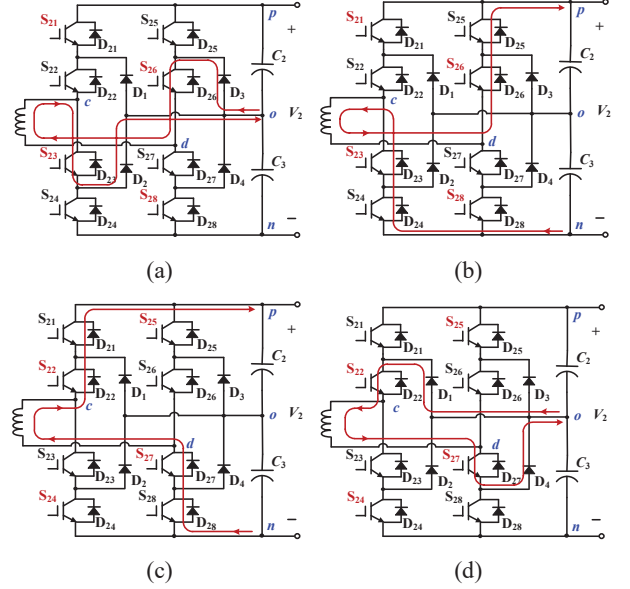 S21 S25 p +
D21 D25 C2
S22 S26
D22 D1 D26 D3
c o V2
d
S23 S27 C3
D23 D2 D27 D4
S24 S28
D24 D28 n −
(a)
S21 S25 p +
D21 D25 C2
S22 S26
D22 D1 D26 D3
c o V2
d
S23 S27 C3
D23 D2 D27 D4
S24 S28
D24 D28 n −
(b)
S21 S25 p +
D21 D25 C2
S22 S26
D22 D1 D26 D3
c o V2
d
S23 S27 C3
D23 D2 D27 D4
S24 S28
D24 D28 n −
(c)
S21 S25 p +
D21 D25 C2
S22 S26
D22 D1 D26 D3
c o V2
d
S23 S27 C3
D23 D2 D27 D4
S24 S28
D24 D28 n −
(d)